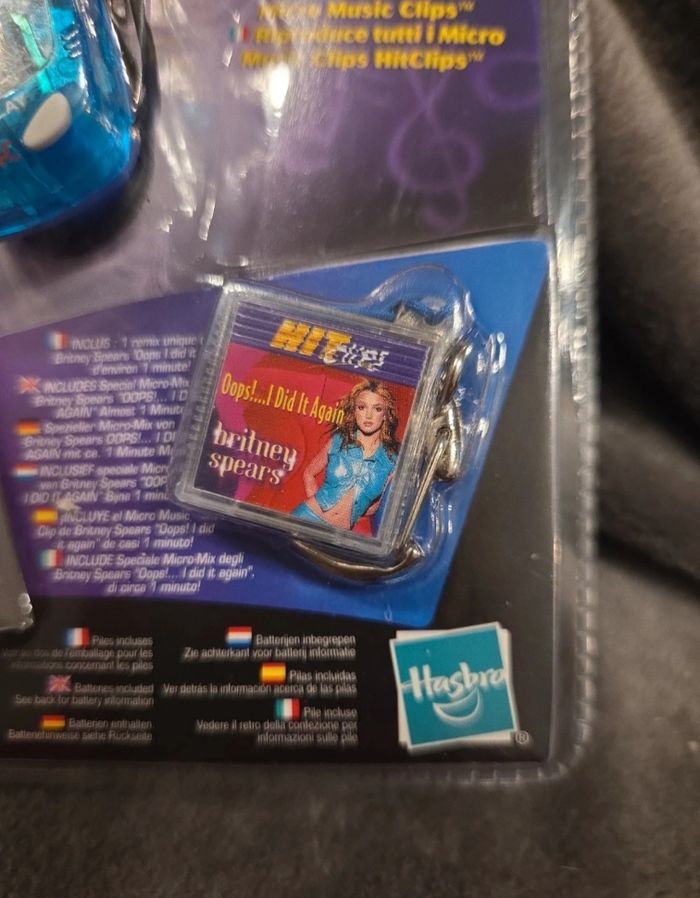 Micro Music Clips™
Riproduce tutti i Micro
Music Clips HitClips™
INCLUS : 1 remix unique
Britney Spears "Oops I did it
d'environ 1 minute!
INCLUDES Special Micro-Mix
Britney Spears "OOPS!... I D
AGAIN" Almost 1 Minut
Spezieller Micro-Mix von
Britney Spears OOPS!... I DI
AGAIN mit ca. 1 Minute M
INCLUSIEF speciale Micr
van Britney Spears "OOP
I DID IT AGAIN" Bijna 1 min
¡INCLUYE el Micro Music
Clip de Britney Spears "Oops! I did
it again" de casi 1 minuto!
INCLUDE Speciale Micro-Mix degli
Britney Spears "Oops!... I did it again",
di circa 1 minuto!
HIT CLIPS
Oops!...I Did It Again
britney
spears
Piles incluses
Voir au dos de l'emballage pour les
informations concernant les piles
Batteries included
See back for battery information
Batterien enthalten.
Batteriehinweise siehe Rückseite
Batterijen inbegrepen
Zie achterkant voor batterij informatie
Pilas incluidas
Ver detrás la información acerca de las pilas
Pile incluse
Vedere il retro della confezione per
informazioni sulle pile
Hasbro
®